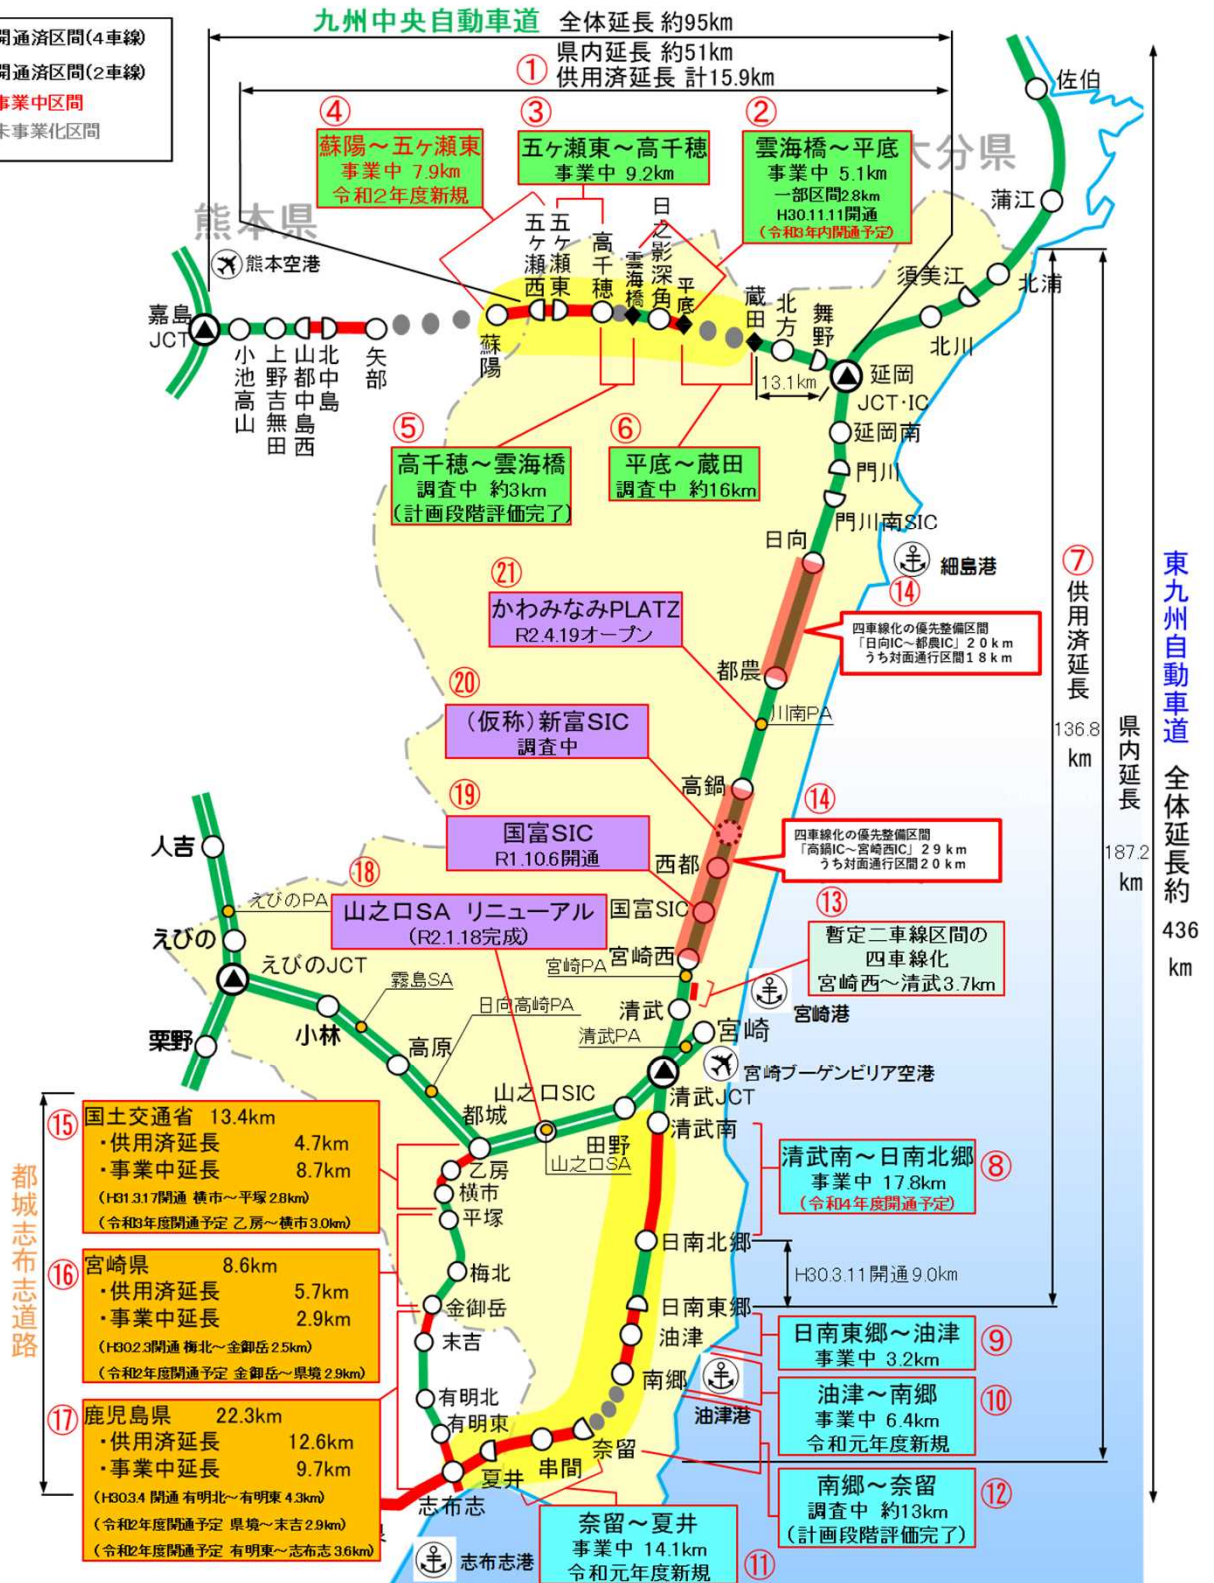 九州中央自動車道 全体延長 約95km
県内延長 約51km
① 供用済延長 計15.9km
開通済区間(4車線)
開通済区間(2車線)
事業中区間
未事業化区間
④
蘇陽～五ヶ瀬東
事業中 7.9km
令和2年度新規
③
五ヶ瀬東～高千穂
事業中 9.2km
②
雲海橋～平底
事業中 5.1km
一部区間2.8km
H30.11.11開通
(令和3年内開通予定)
大分県
熊本県
佐伯
蒲江
北浦
須美江
北川
熊本空港
嘉島
JCT
小池高山
上野吉無田
山都中島西
北中島
矢部
蘇陽
五ヶ瀬西
五ヶ瀬東
高千穂
雲海橋
日之影深角
平底
蔵田
北方
舞野
13.1km
延岡
JCT・IC
延岡南
門川
門川南SIC
日向
細島港
⑤
高千穂～雲海橋
調査中 約3km
(計画段階評価完了)
⑥
平底～蔵田
調査中 約16km
⑭
四車線化の優先整備区間
「日向IC～都農IC」20km
うち対面通行区間18km
㉑
かわみなみPLATZ
R2.4.19オープン
都農
川南PA
⑳
(仮称)新富SIC
調査中
高鍋
⑭
四車線化の優先整備区間
「高鍋IC～宮崎西IC」29km
うち対面通行区間20km
⑲
国富SIC
R1.10.6開通
西都
国富SIC
⑱
山之口SA リニューアル
(R2.1.18完成)
宮崎西
宮崎PA
⑬
暫定二車線区間の
四車線化
宮崎西～清武3.7km
清武
宮崎港
宮崎
清武PA
宮崎ブーゲンビリア空港
清武JCT
清武南
人吉
えびのPA
えびの
えびのJCT
栗野
霧島SA
小林
日向高崎PA
高原
都城
山之口SIC
山之口SA
田野
⑦
供用済延長
136.8
km
県内延長
187.2
km
東九州自動車道 全体延長約
436
km
都城志布志道路
⑮
国土交通省 13.4km
・供用済延長 4.7km
・事業中延長 8.7km
(H31.3.17開通 横市～平塚2.8km)
(令和3年度開通予定 乙房～横市3.0km)
乙房
横市
平塚
⑯
宮崎県 8.6km
・供用済延長 5.7km
・事業中延長 2.9km
(H30.2.3開通 梅北～金御岳2.5km)
(令和2年度開通予定 金御岳～県境2.9km)
梅北
金御岳
末吉
⑰
鹿児島県 22.3km
・供用済延長 12.6km
・事業中延長 9.7km
(H30.3.4 開通 有明北～有明東4.3km)
(令和2年度開通予定 県境～末吉2.9km)
(令和2年度開通予定 有明東～志布志3.6km)
有明北
有明東
志布志
夏井
串間
奈留
志布志港
⑧
清武南～日南北郷
事業中 17.8km
(令和4年度開通予定)
日南北郷
H30.3.11開通9.0km
日南東郷
油津
南郷
油津港
⑨
日南東郷～油津
事業中 3.2km
⑩
油津～南郷
事業中 6.4km
令和元年度新規
⑫
南郷～奈留
調査中 約13km
(計画段階評価完了)
⑪
奈留～夏井
事業中 14.1km
令和元年度新規